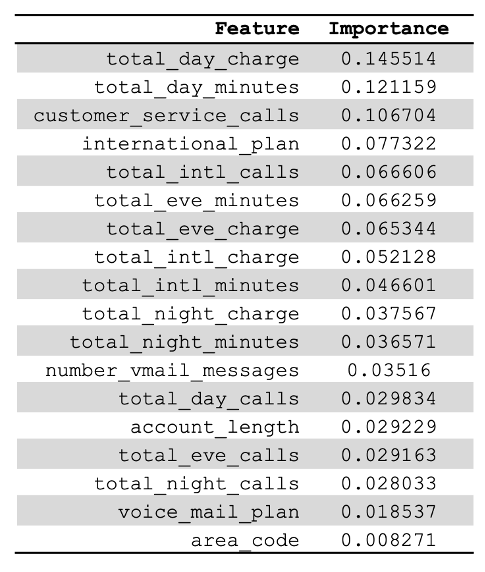 Feature Importance
total_day_charge 0.145514
total_day_minutes 0.121159
customer_service_calls 0.106704
international_plan 0.077322
total_intl_calls 0.066606
total_eve_minutes 0.066259
total_eve_charge 0.065344
total_intl_charge 0.052128
total_intl_minutes 0.046601
total_night_charge 0.037567
total_night_minutes 0.036571
number_vmail_messages 0.03516
total_day_calls 0.029834
account_length 0.029229
total_eve_calls 0.029163
total_night_calls 0.028033
voice_mail_plan 0.018537
area_code 0.008271